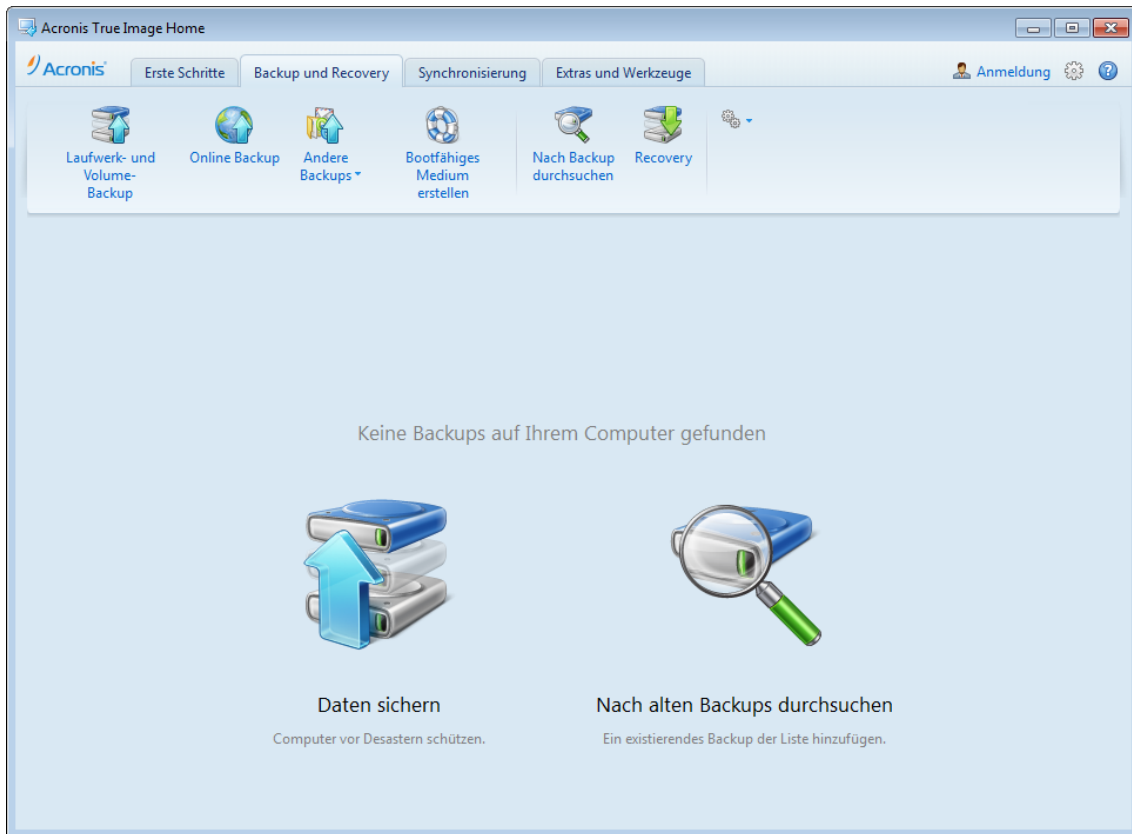 Acronis True Image Home
Acronis
Erste Schritte
Backup und Recovery
Synchronisierung
Extras und Werkzeuge
Anmeldung
?
Laufwerk- und
Volume-
Backup
Online Backup
Andere
Backups
Bootfähiges
Medium
erstellen
Nach Backup
durchsuchen
Recovery
Keine Backups auf Ihrem Computer gefunden
Daten sichern
Computer vor Desastern schützen.
Nach alten Backups durchsuchen
Ein existierendes Backup der Liste hinzufügen.